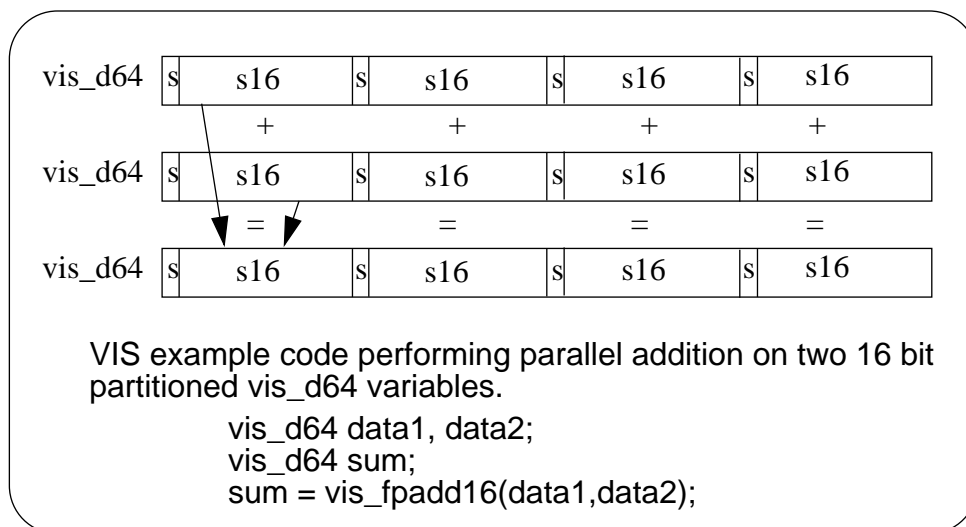 vis_d64 s s16 s s16 s s16 s s16
+ + + +
vis_d64 s s16 s s16 s s16 s s16
= = = =
vis_d64 s s16 s s16 s s16 s s16
VIS example code performing parallel addition on two 16 bit
partitioned vis_d64 variables.
vis_d64 data1, data2;
vis_d64 sum;
sum = vis_fpadd16(data1,data2);